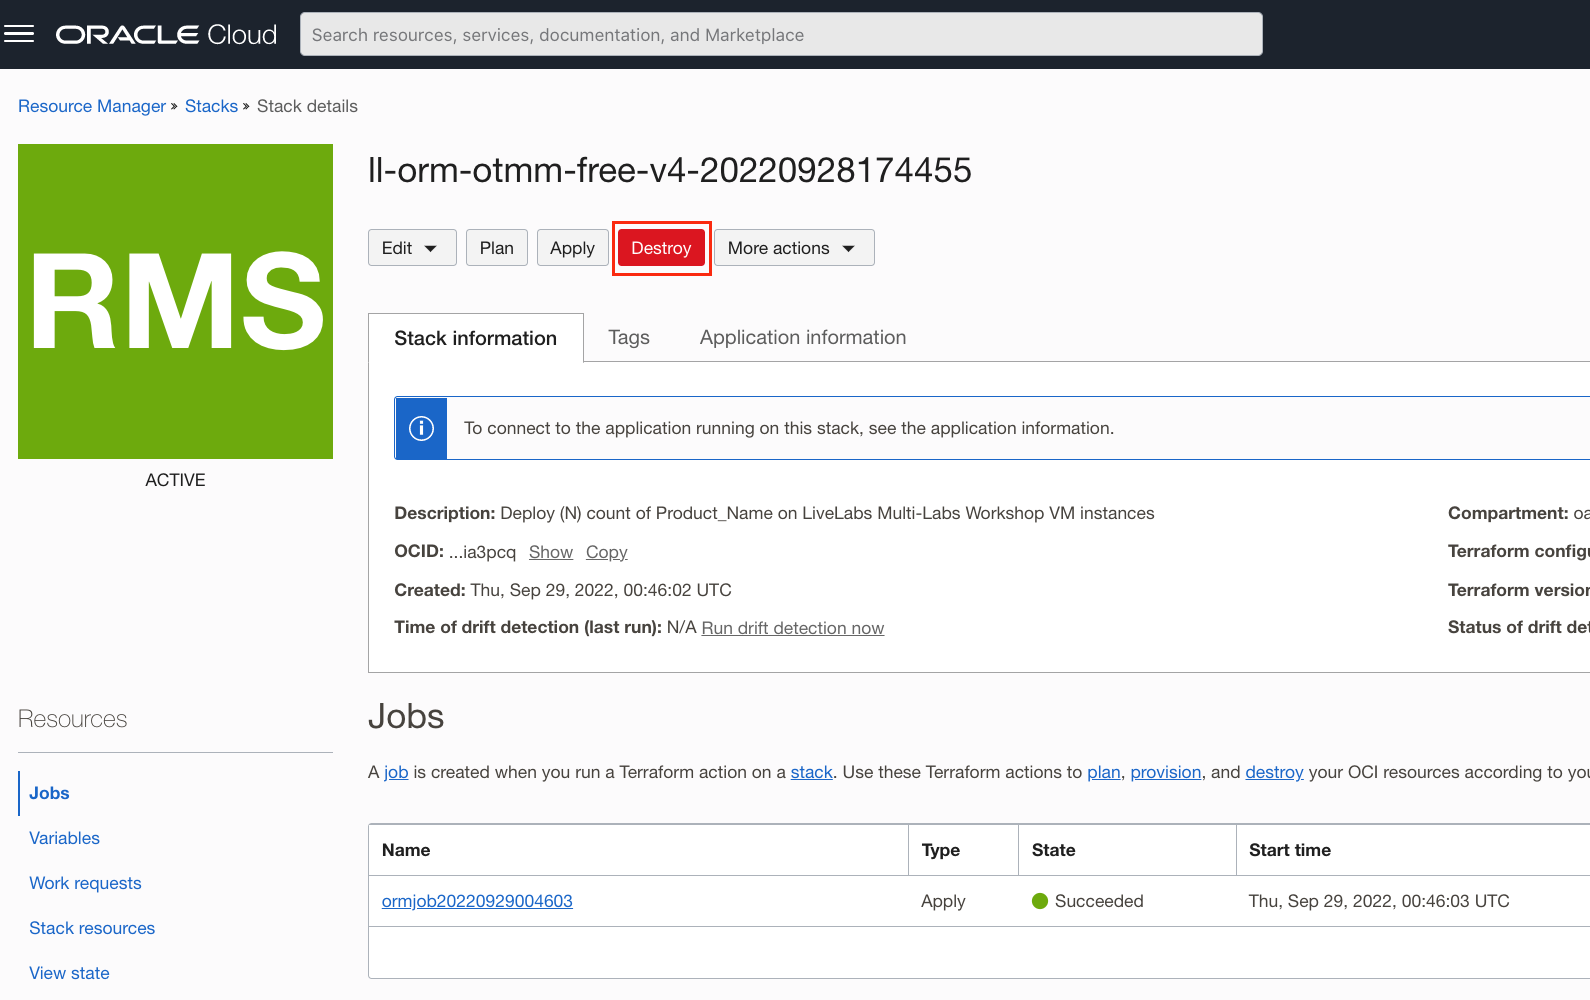 ORACLE Cloud
Search resources, services, documentation, and Marketplace
Resource Manager » Stacks » Stack details
RMS
ACTIVE
ll-orm-otmm-free-v4-20220928174455
Edit
Plan
Apply
Destroy
More actions
Stack information
Tags
Application information
To connect to the application running on this stack, see the application information.
Description: Deploy (N) count of Product_Name on LiveLabs Multi-Labs Workshop VM instances
OCID: ...ia3pcq Show Copy
Created: Thu, Sep 29, 2022, 00:46:02 UTC
Time of drift detection (last run): N/A Run drift detection now
Compartment: oa
Terraform configu
Terraform version
Status of drift det
Resources
Jobs
Variables
Work requests
Stack resources
View state
Jobs
A job is created when you run a Terraform action on a stack. Use these Terraform actions to plan, provision, and destroy your OCI resources according to you
Name Type State Start time
ormjob20220929004603 Apply Succeeded Thu, Sep 29, 2022, 00:46:03 UTC